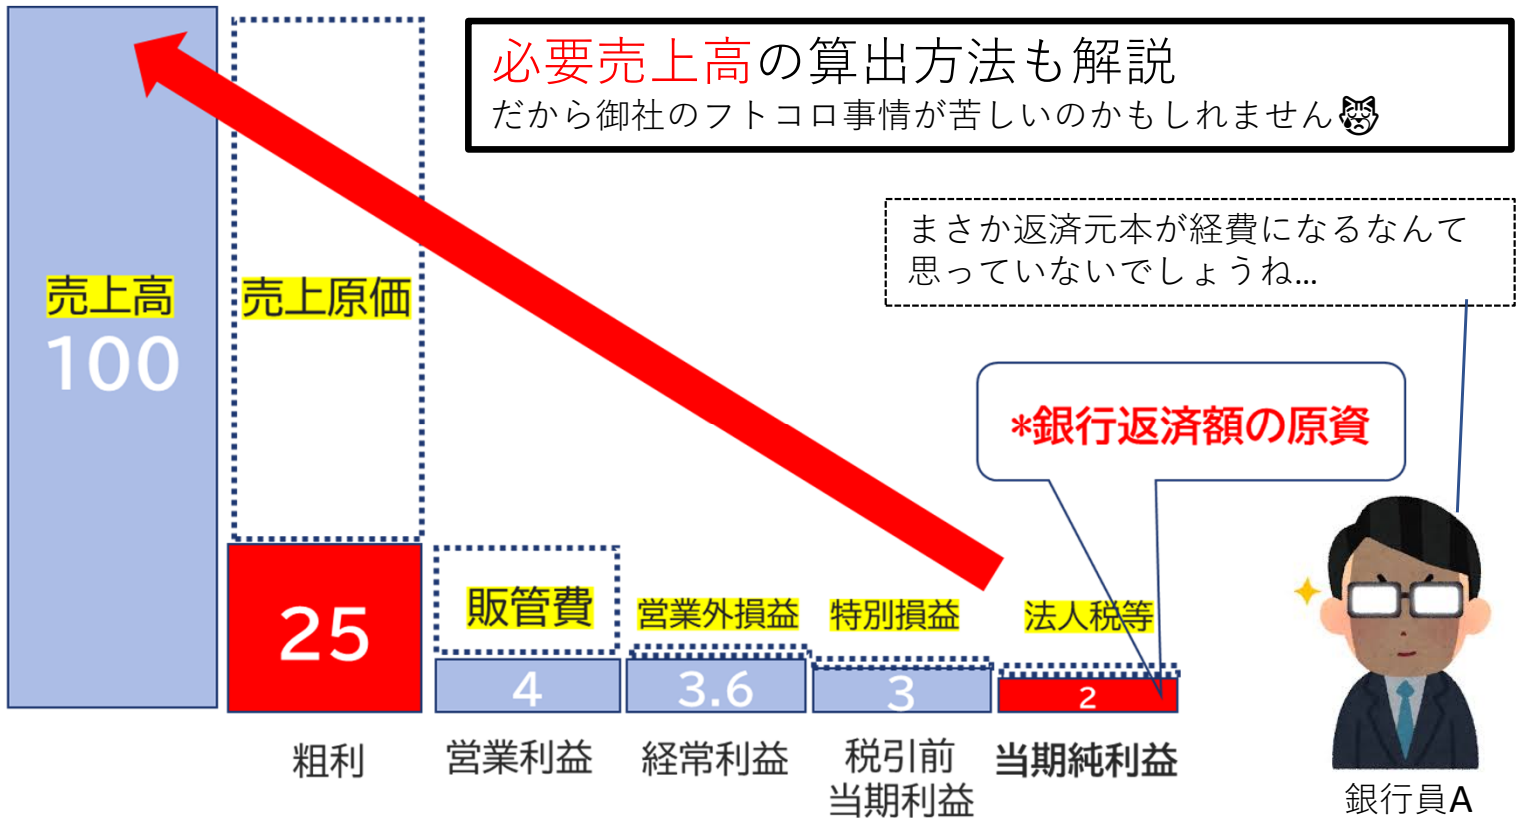 必要売上高の算出方法も解説
だから御社のフトコロ事情が苦しいのかもしれません😿
まさか返済元本が経費になるなんて
思っていないでしょうね...
売上高
100
売上原価
*銀行返済額の原資
25
販管費
営業外損益
特別損益
法人税等
4
3.6
3
2
粗利
営業利益
経常利益
税引前
当期利益
当期純利益
銀行員A